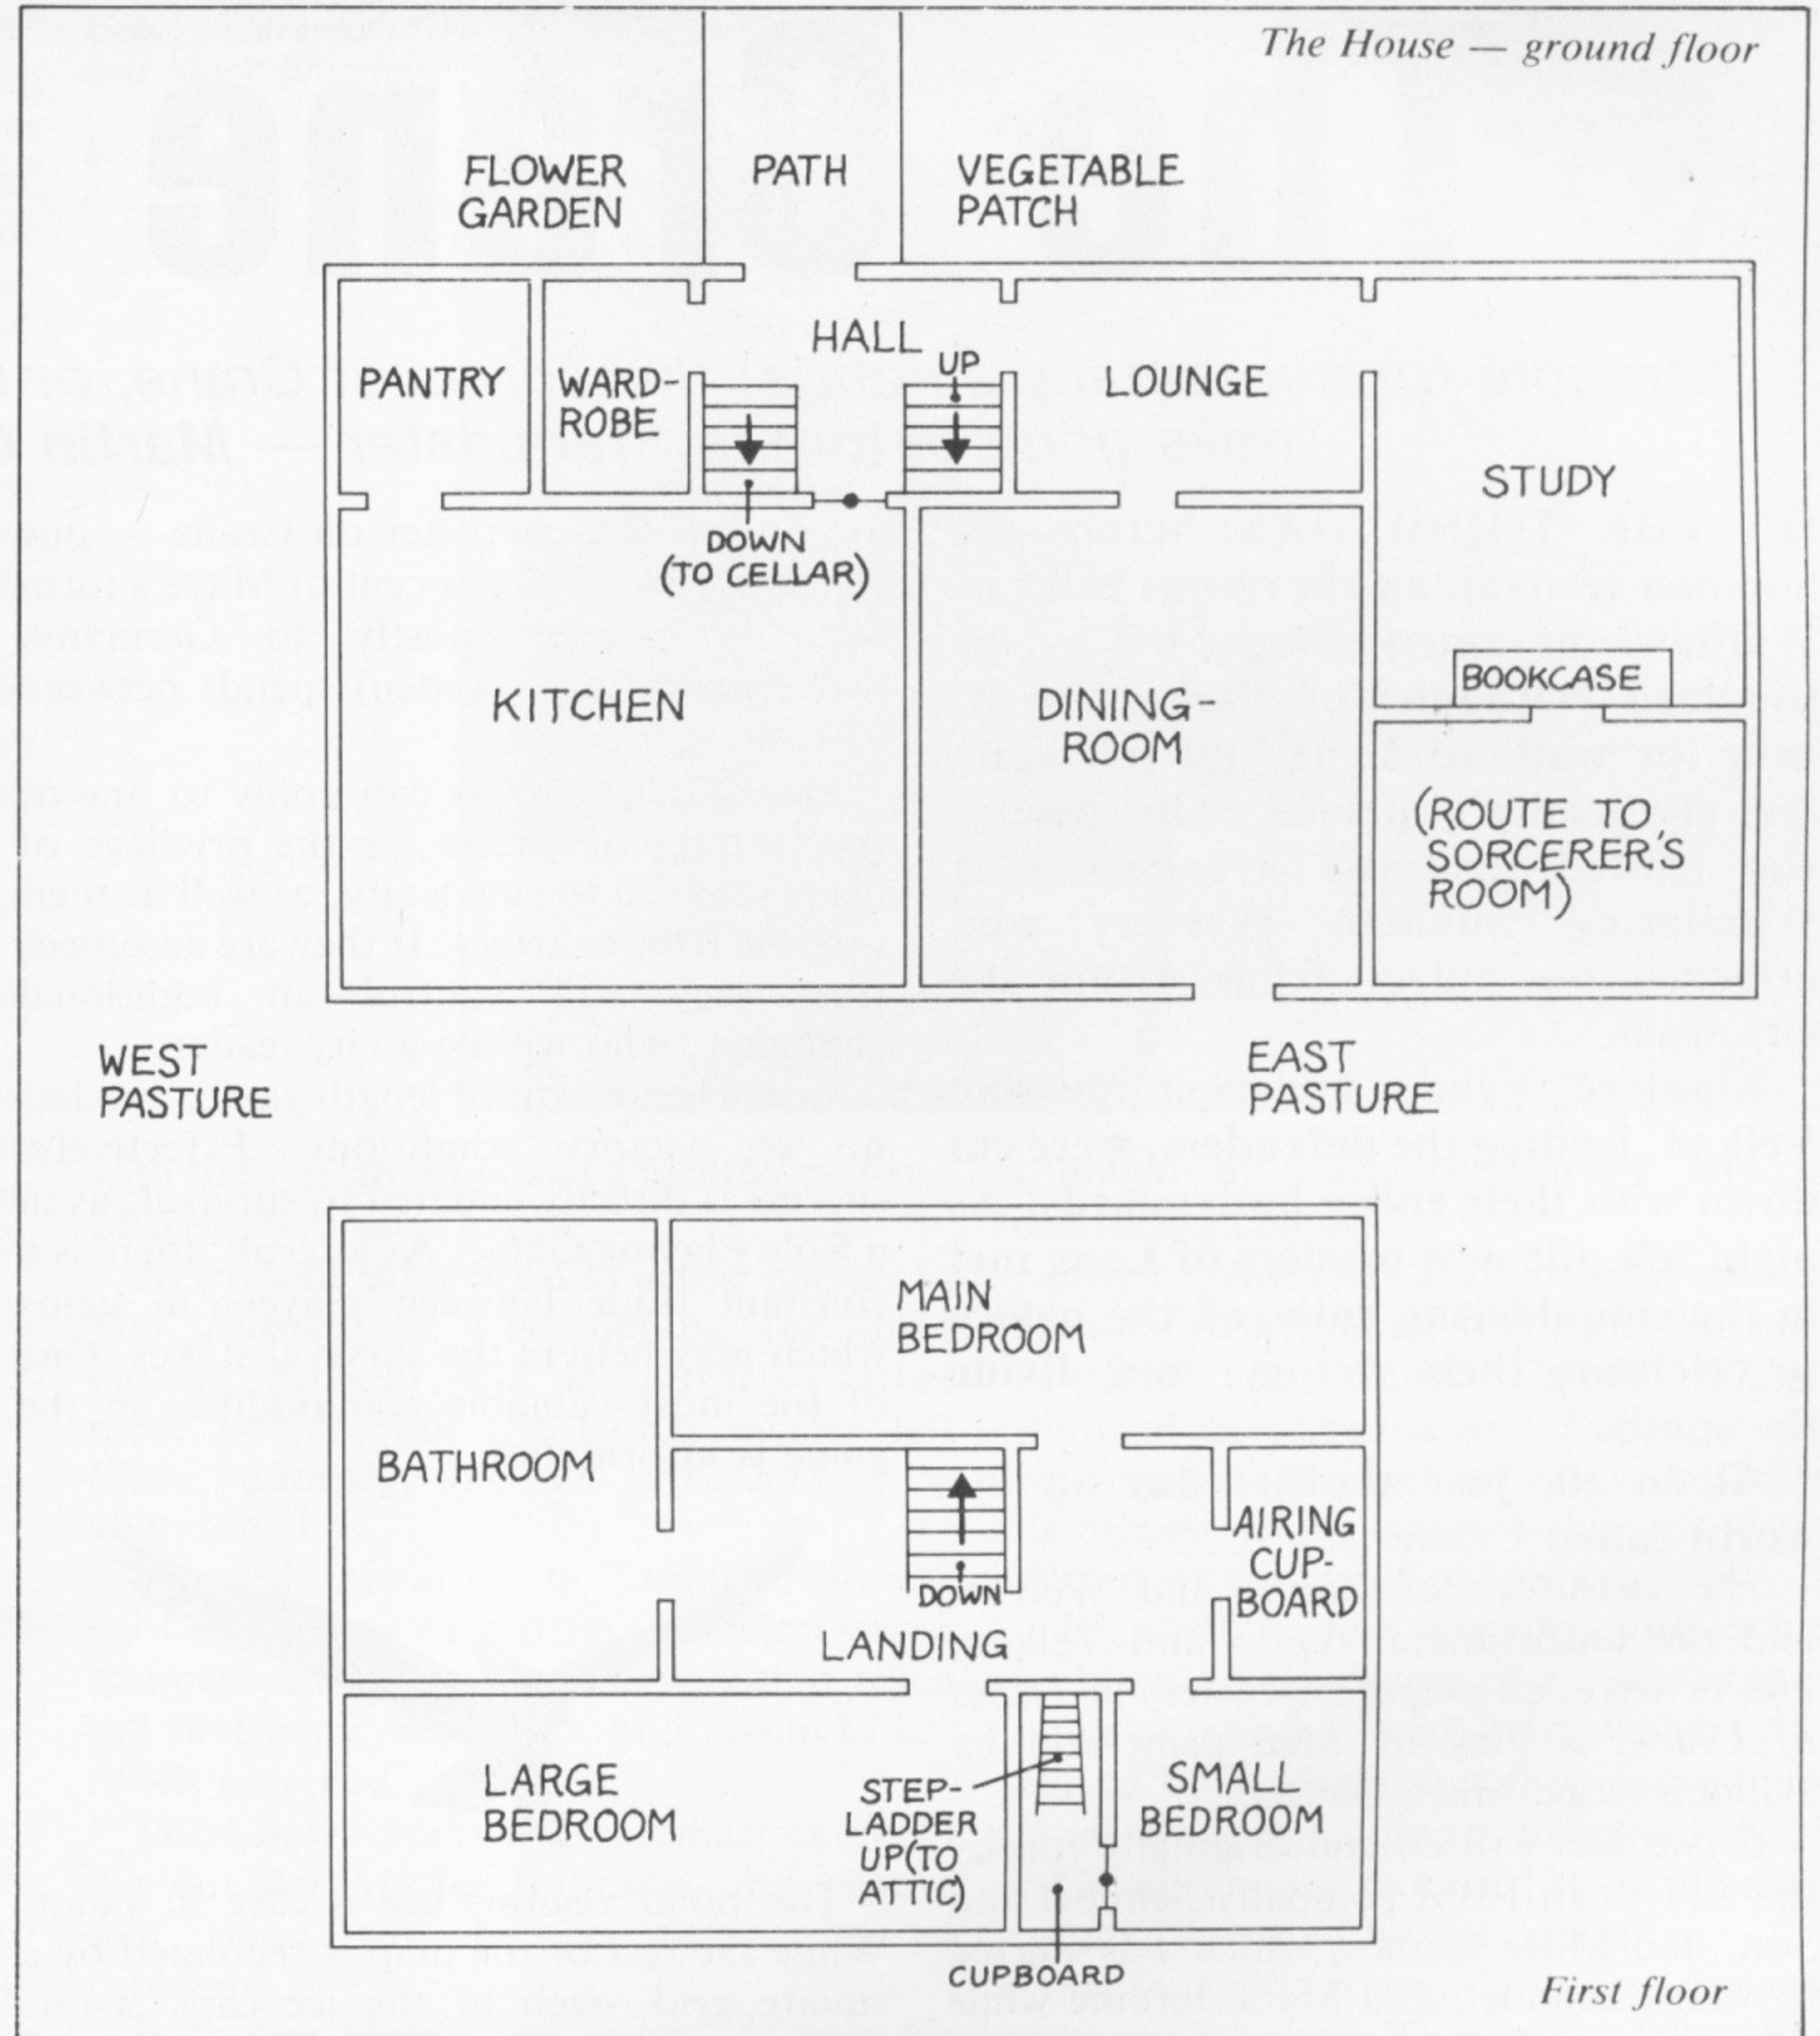 The House — ground floor
FLOWER
GARDEN
PATH
VEGETABLE
PATCH
HALL
UP
PANTRY
WARD-
ROBE
LOUNGE
STUDY
DOWN
(TO CELLAR)
BOOKCASE
KITCHEN
DINING-
ROOM
(ROUTE TO
SORCERER'S
ROOM)
WEST
PASTURE
EAST
PASTURE
MAIN
BEDROOM
BATHROOM
AIRING
CUP-
BOARD
DOWN
LANDING
LARGE
BEDROOM
STEP-
LADDER
UP(TO
ATTIC)
SMALL
BEDROOM
CUPBOARD
First floor